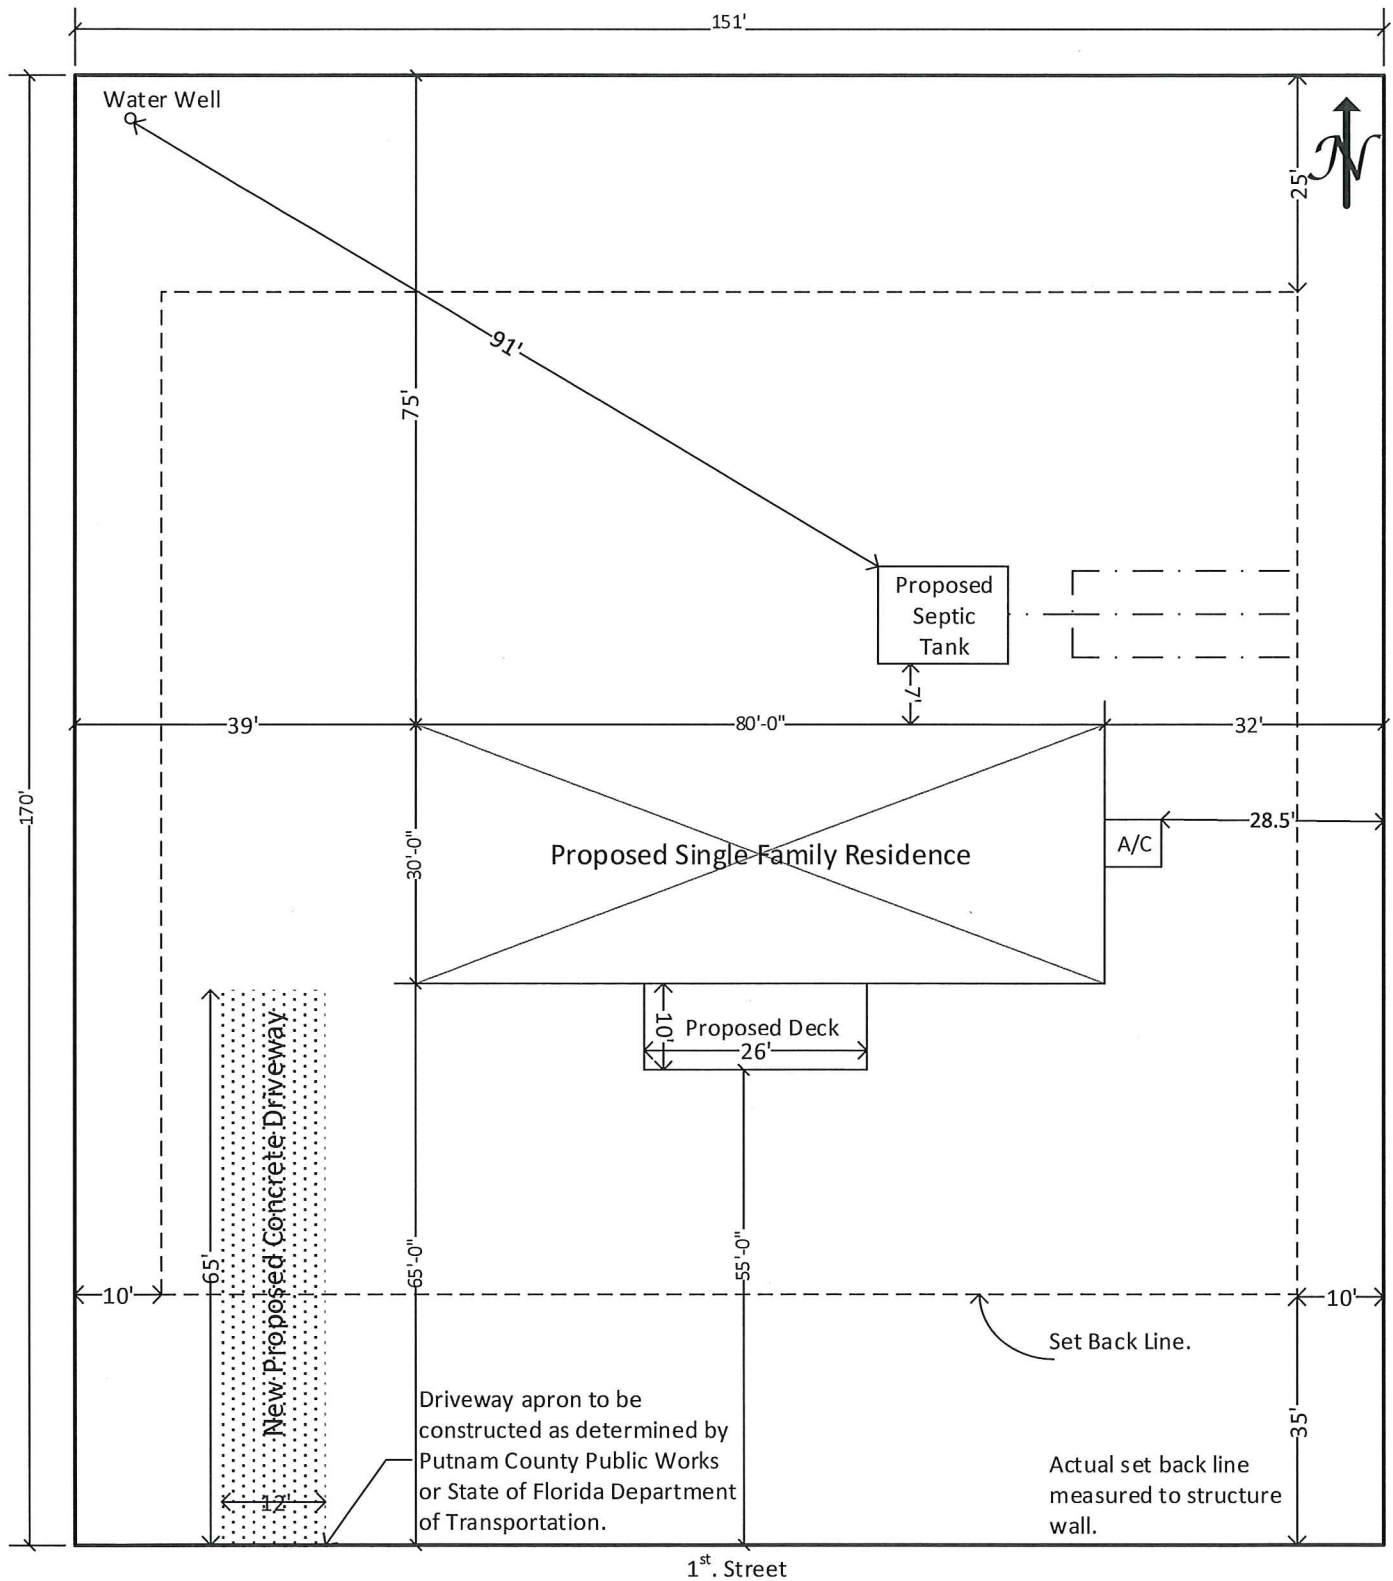 151'
Water Well
N
25'
91'
75'
Proposed
Septic
Tank
7'
39'
80'-0"
32'
170'
30'-0"
28.5'
A/C
Proposed Single Family Residence
10'
Proposed Deck
26'
New Proposed Concrete Driveway
65'
65'-0"
55'-0"
10'
10'
Set Back Line.
Driveway apron to be
constructed as determined by
Putnam County Public Works
or State of Florida Department
of Transportation.
35'
Actual set back line
measured to structure
wall.
12'
1st. Street